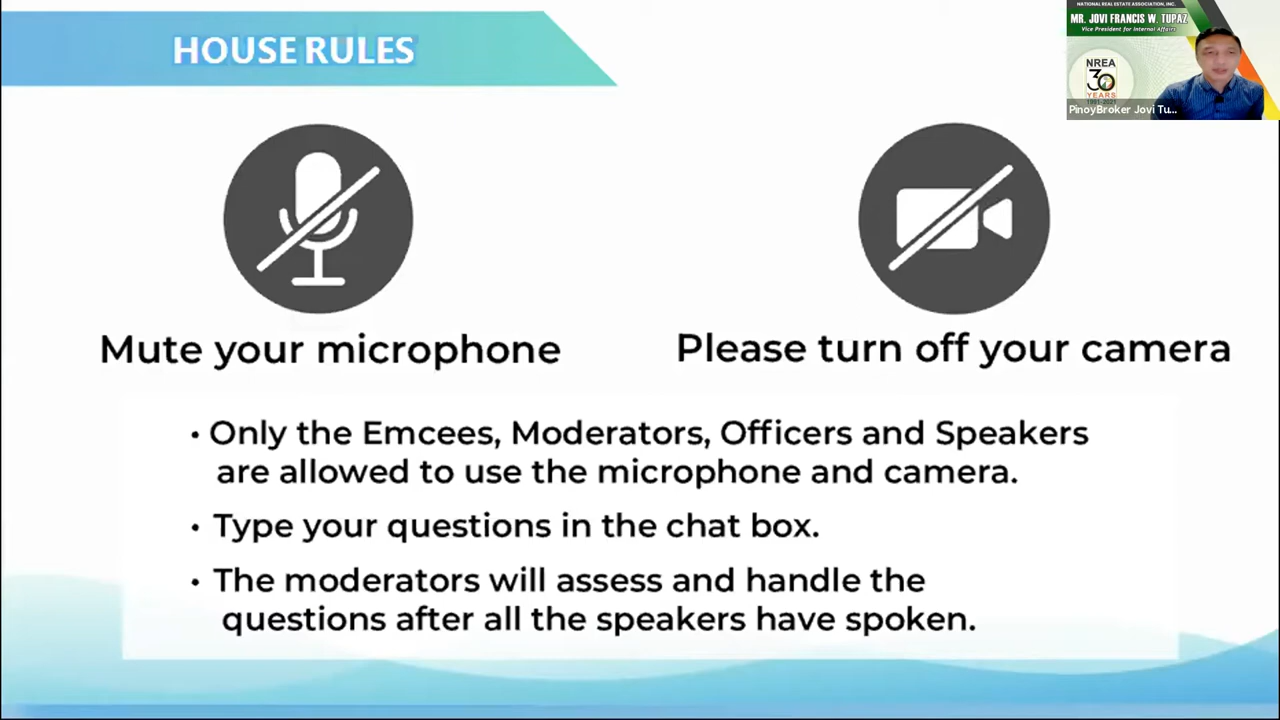 HOUSE RULES
NATIONAL REAL ESTATE ASSOCIATION, INC.
MR. JOVI FRANCIS W. TUPAZ
Vice President for Internal Affairs
NREA
30
YEARS
PinoyBroker Jovi Tu...
Mute your microphone
Please turn off your camera
• Only the Emcees, Moderators, Officers and Speakers
are allowed to use the microphone and camera.
• Type your questions in the chat box.
• The moderators will assess and handle the
questions after all the speakers have spoken.